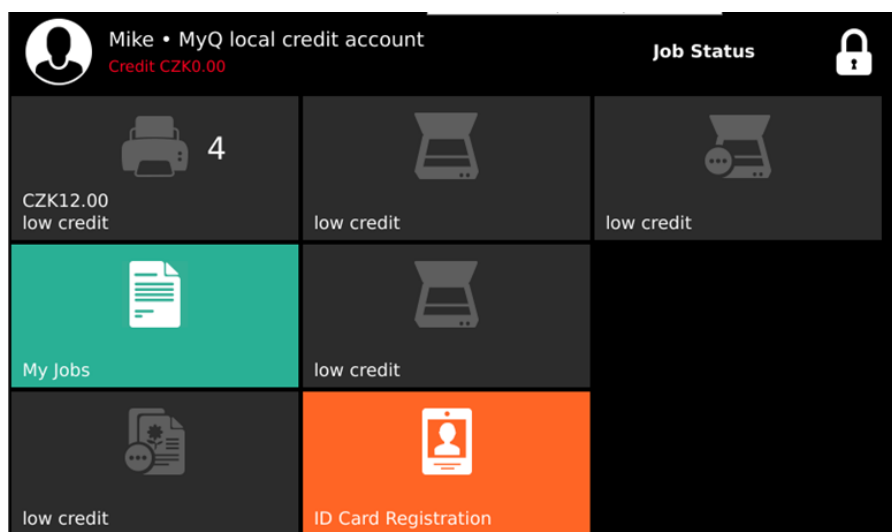 Mike • MyQ local credit account
Credit CZK0.00
Job Status
4
CZK12.00
low credit
low credit
low credit
My Jobs
low credit
low credit
ID Card Registration